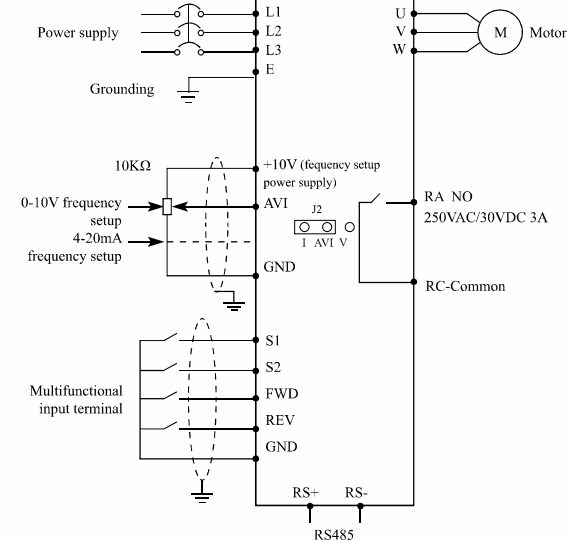 L1
Power supply
L2
L3
E
Grounding
U
V
W
M
Motor
10KΩ
+10V (fequency setup
power supply)
0-10V frequency
setup
AVI
4-20mA
frequency setup
GND
J2
I AVI V
RA NO
250VAC/30VDC 3A
RC-Common
S1
S2
Multifunctional
input terminal
FWD
REV
GND
RS+ RS-
RS485